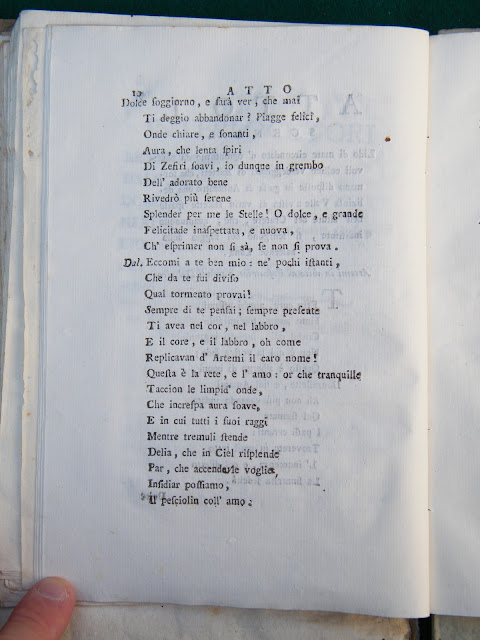 10 ATTO
Dolce ſoggiorno, e ſarà ver, che mai
Ti deggio abbandonar? Piagge felici,
Onde chiare, e ſonanti,
Aura, che lenta ſpiri
Di Zefiri ſoavi, io dunque in grembo
Dell' adorato bene
Rivedrò più ſerene
Splender per me le Stelle! O dolce, e grande
Felicitade inaſpettata, e nuova,
Ch' eſprimer non ſi sà, ſe non ſi prova.
Dal. Eccomi a te ben mio: ne' pochi iſtanti,
Che da te fui diviſo
Quai tormento provai!
Sempre di te penſai; ſempre preſente
Ti avea nel cor, nel labbro,
E il core, e il labbro, oh come
Replicavan d' Artemi il caro nome!
Queſta è la rete, e l' amo: or che tranquille
Taccion le limpid' onde,
Che increſpa aura ſoave,
E in cui tutti i ſuoi raggi
Mentre tremuli ſtende
Delia, che in Ciel riſplende
Par, che accendarle voglia,
Inſidiar poſſiamo,
Il peſciolin coll' amo: